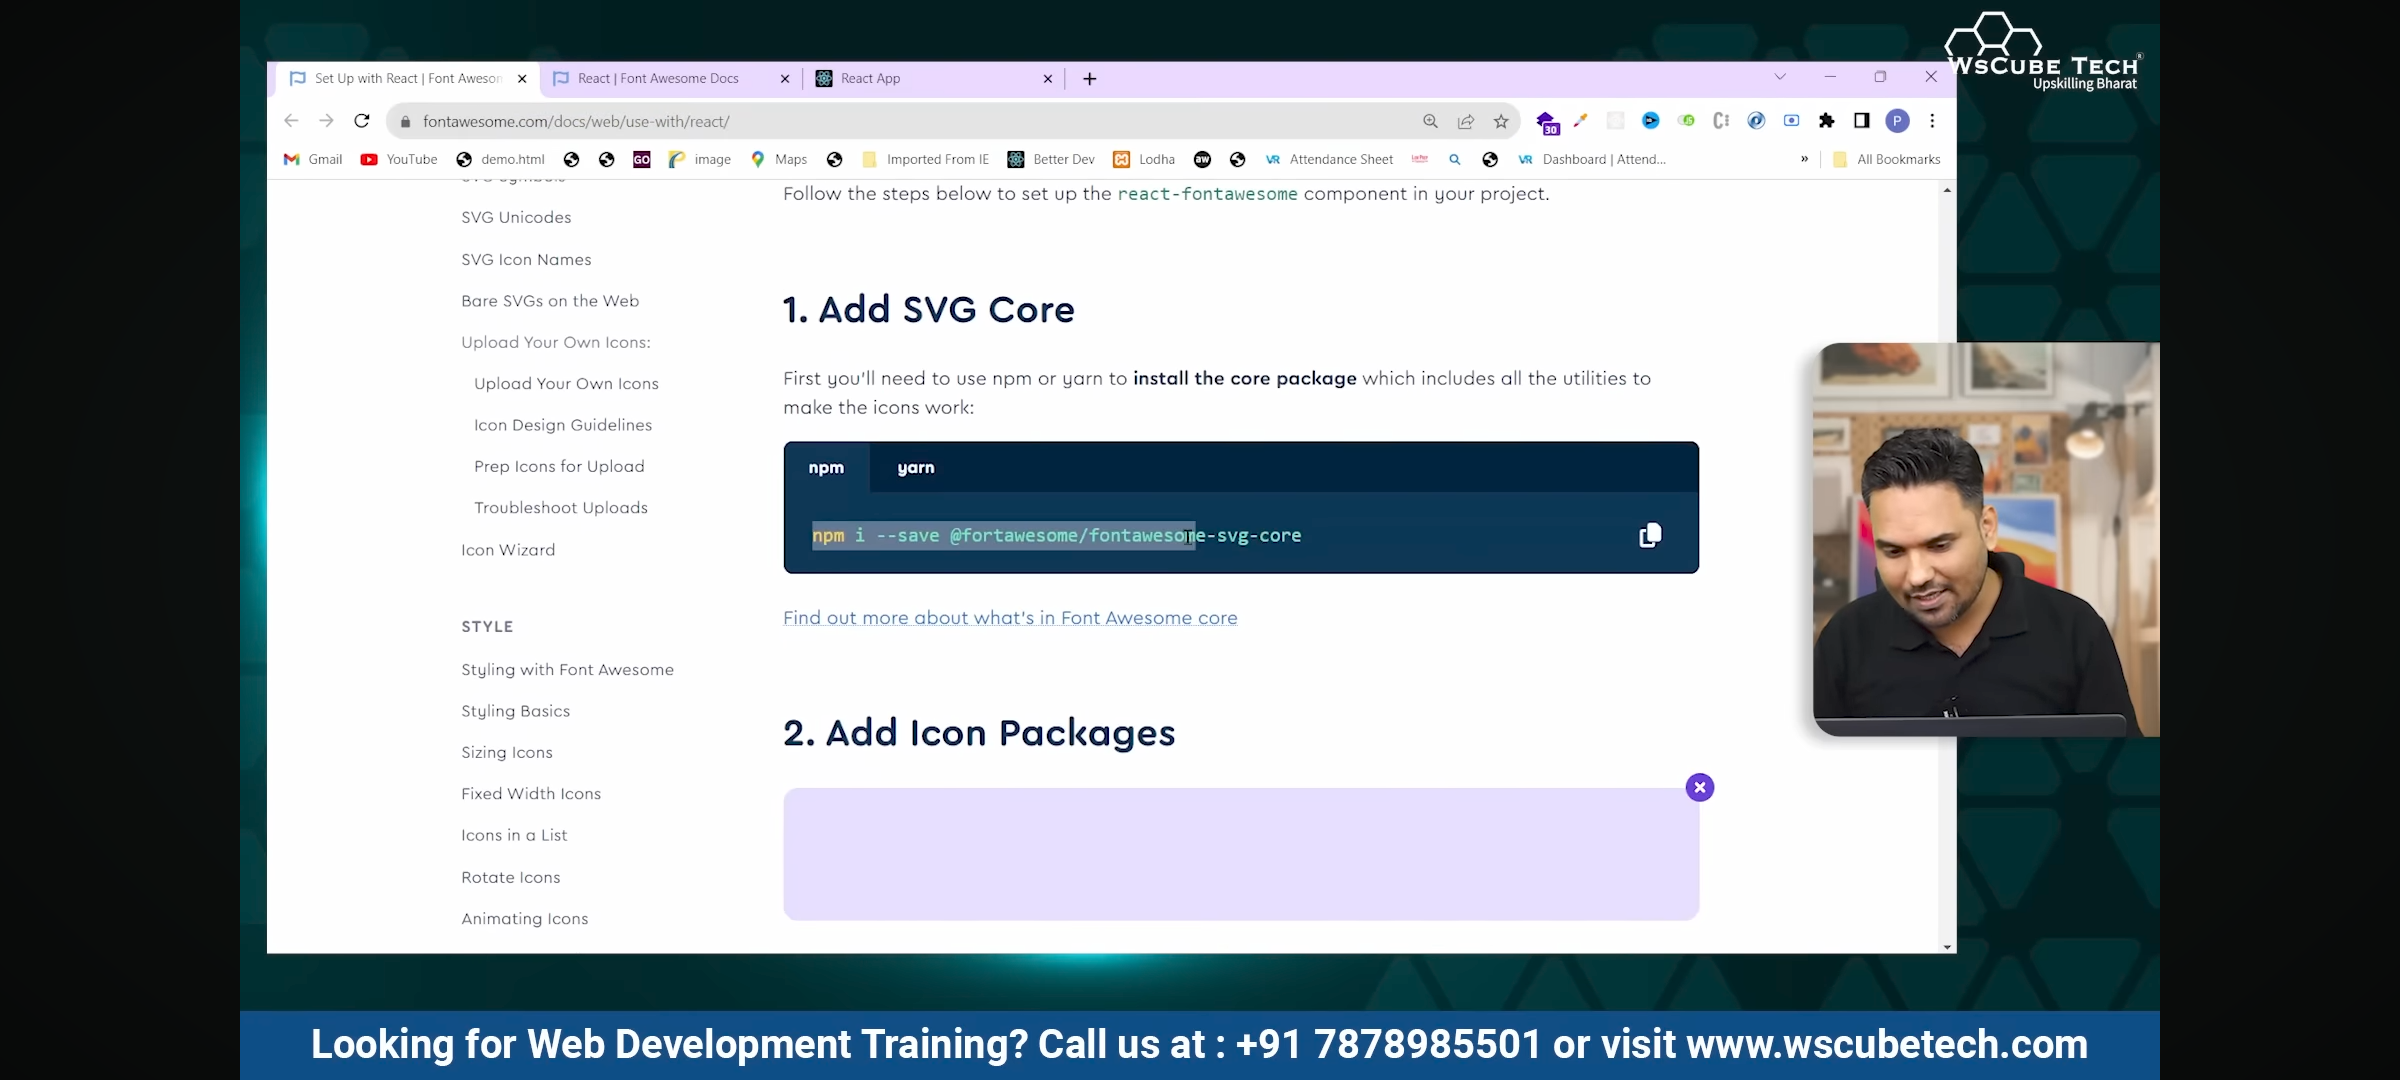 WsCube Tech
Upskilling Bharat
Set Up with React | Font Aweson
React | Font Awesome Docs
React App
fontawesome.com/docs/web/use-with/react/
30
P
Gmail
YouTube
demo.html
GO
image
Maps
Imported From IE
Better Dev
Lodha
aw
VR
Attendance Sheet
VR
Dashboard | Attend...
»
All Bookmarks
SVG Symbols
SVG Unicodes
SVG Icon Names
Bare SVGs on the Web
Upload Your Own Icons:
Upload Your Own Icons
Icon Design Guidelines
Prep Icons for Upload
Troubleshoot Uploads
Icon Wizard
STYLE
Styling with Font Awesome
Styling Basics
Sizing Icons
Fixed Width Icons
Icons in a List
Rotate Icons
Animating Icons
Follow the steps below to set up the react-fontawesome component in your project.
1. Add SVG Core
First you'll need to use npm or yarn to install the core package which includes all the utilities to
make the icons work:
npm
yarn
npm i --save @fortawesome/fontawesome-svg-core
Find out more about what's in Font Awesome core
2. Add Icon Packages
Looking for Web Development Training? Call us at : +91 7878985501 or visit www.wscubetech.com